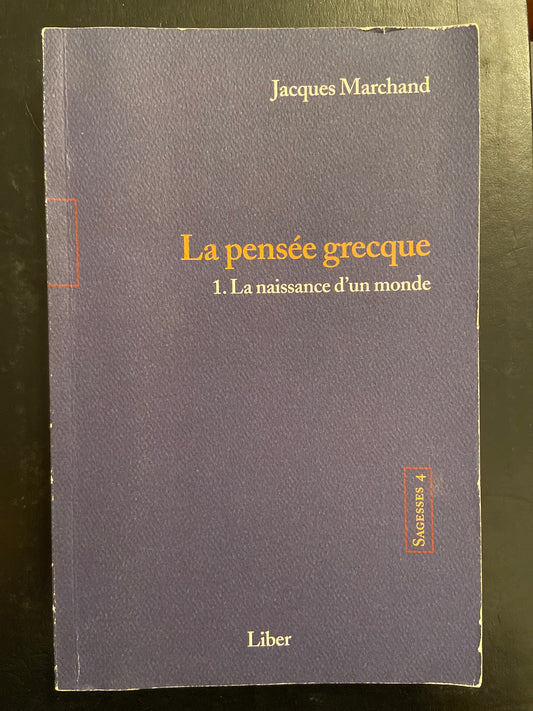 Jacques Marchand
La pensée grecque
1. La naissance d'un monde
SAGESSES 4
Liber